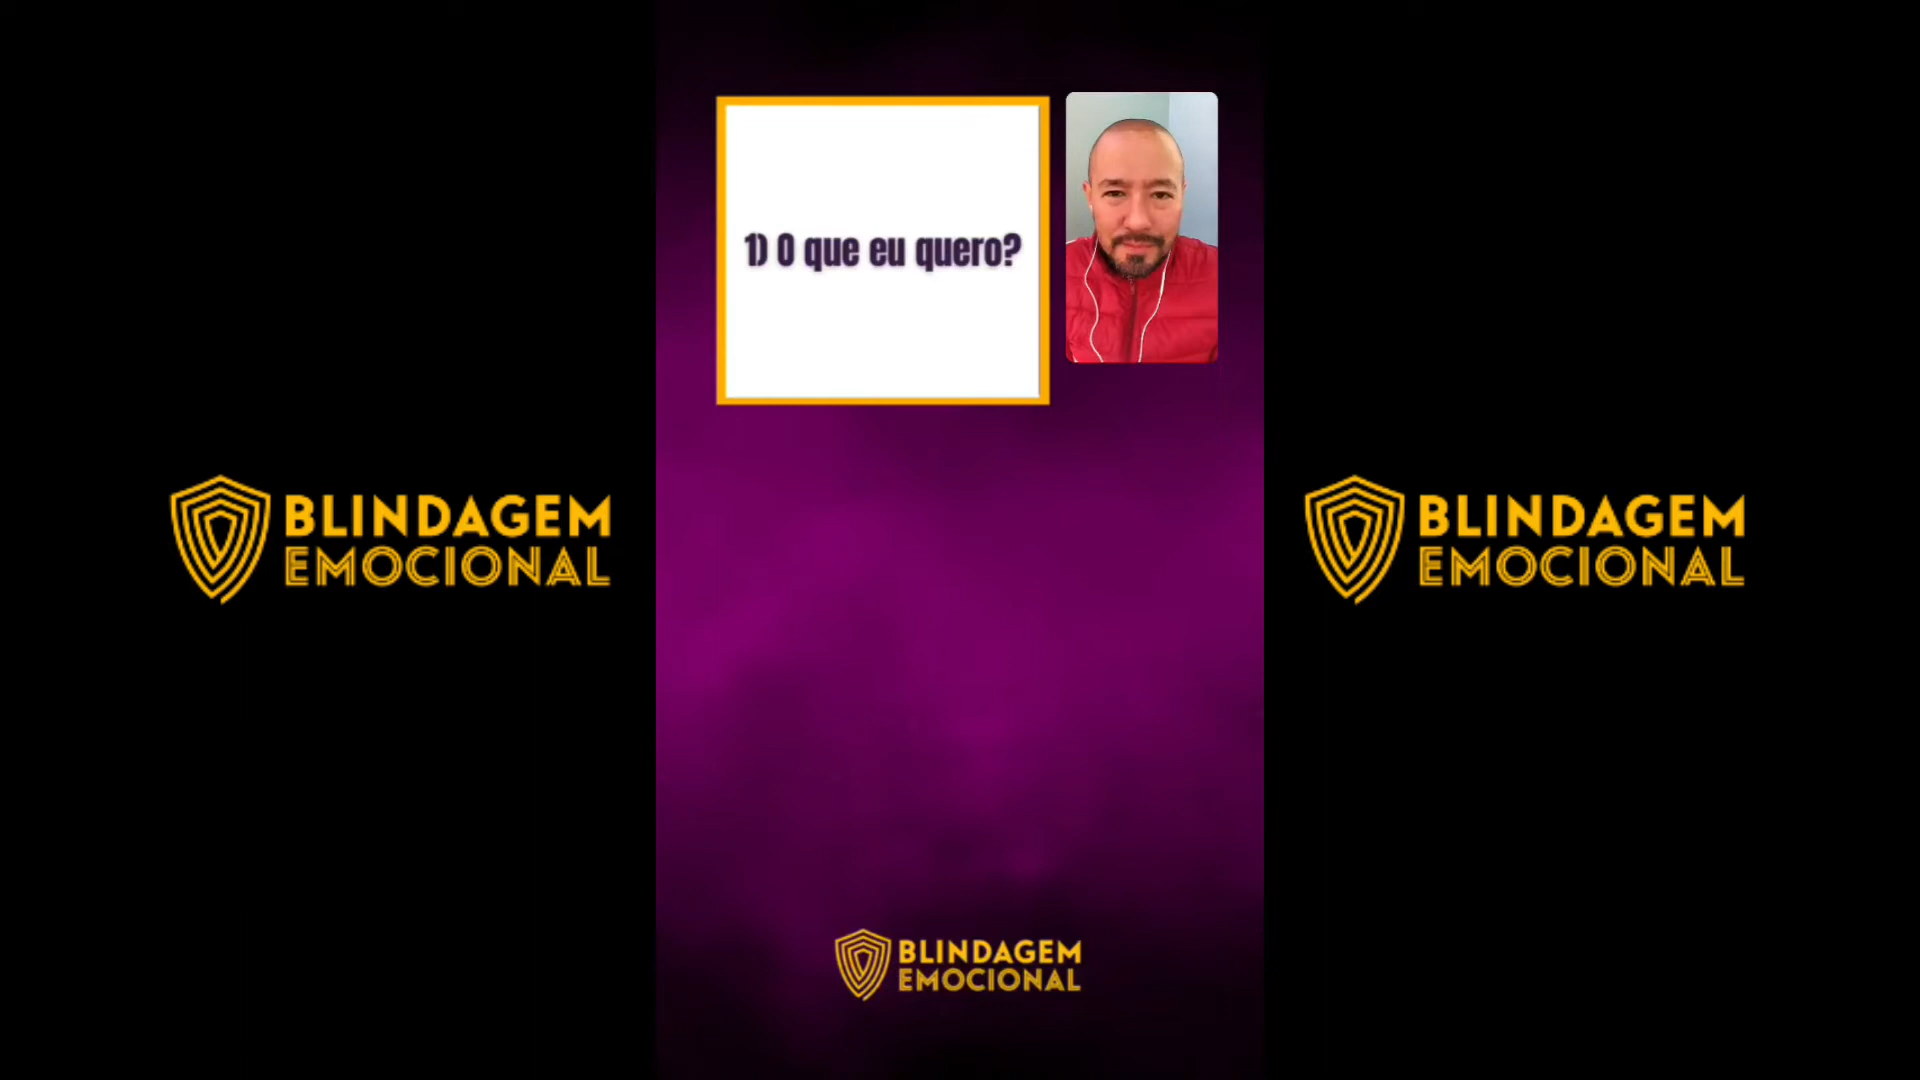 1) O que eu quero?
BLINDAGEM
EMOCIONAL
BLINDAGEM
EMOCIONAL
BLINDAGEM
EMOCIONAL